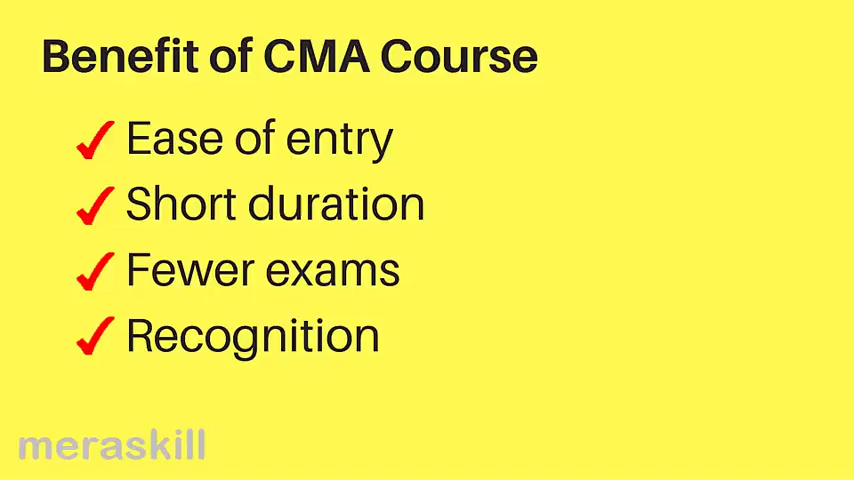 Benefit of CMA Course
Ease of entry
Short duration
Fewer exams
Recognition
meraskill